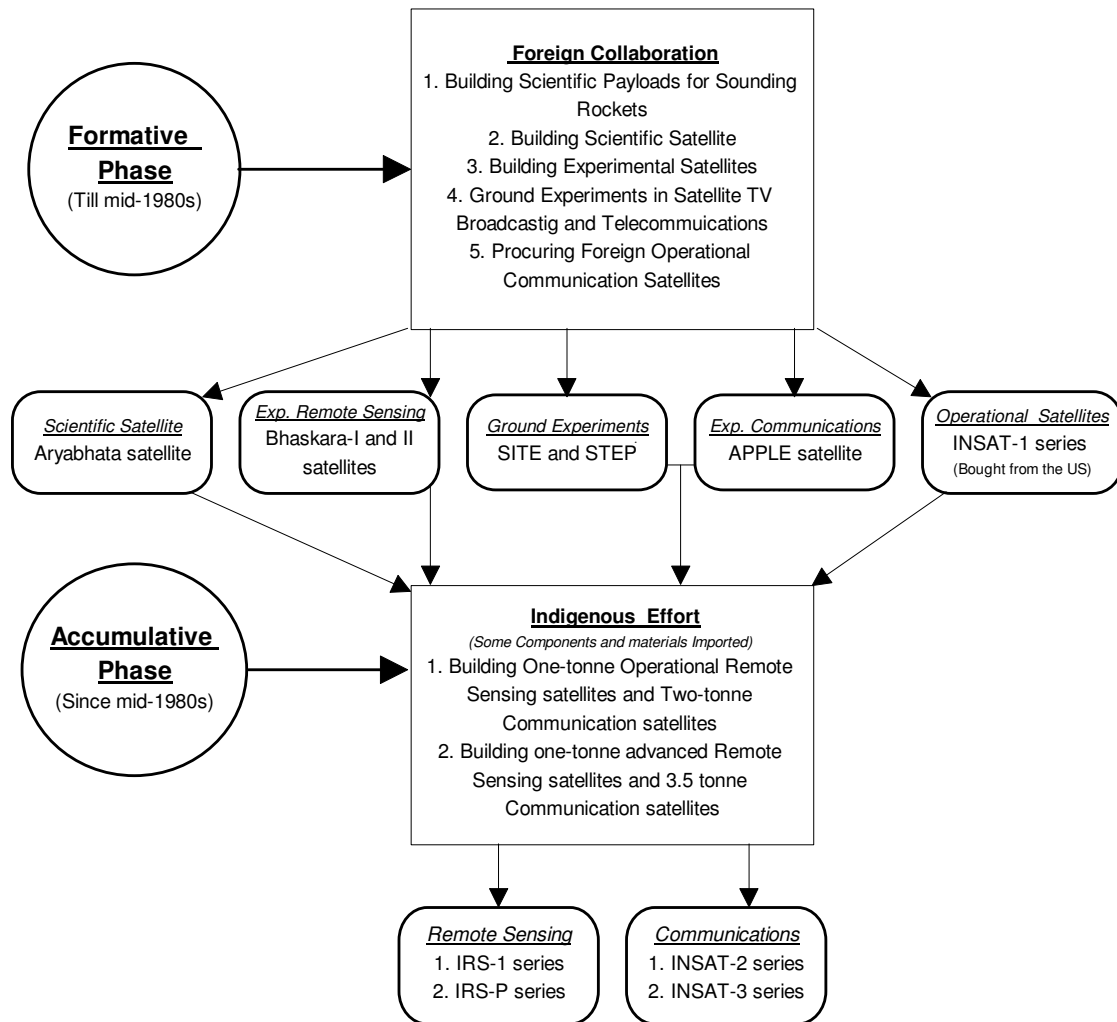 Foreign Collaboration
1. Building Scientific Payloads for Sounding
Rockets
2. Building Scientific Satellite
3. Building Experimental Satellites
4. Ground Experiments in Satellite TV
Broadcastig and Telecommuications
5. Procuring Foreign Operational
Communication Satellites
Formative
Phase
(Till mid-1980s)
Scientific Satellite
Aryabhata satellite
Exp. Remote Sensing
Bhaskara-I and II
satellites
Ground Experiments
SITE and STEP
Exp. Communications
APPLE satellite
Operational Satellites
INSAT-1 series
(Bought from the US)
Accumulative
Phase
(Since mid-1980s)
Indigenous Effort
(Some Components and materials Imported)
1. Building One-tonne Operational Remote
Sensing satellites and Two-tonne
Communication satellites
2. Building one-tonne advanced Remote
Sensing satellites and 3.5 tonne
Communication satellites
Remote Sensing
1. IRS-1 series
2. IRS-P series
Communications
1. INSAT-2 series
2. INSAT-3 series